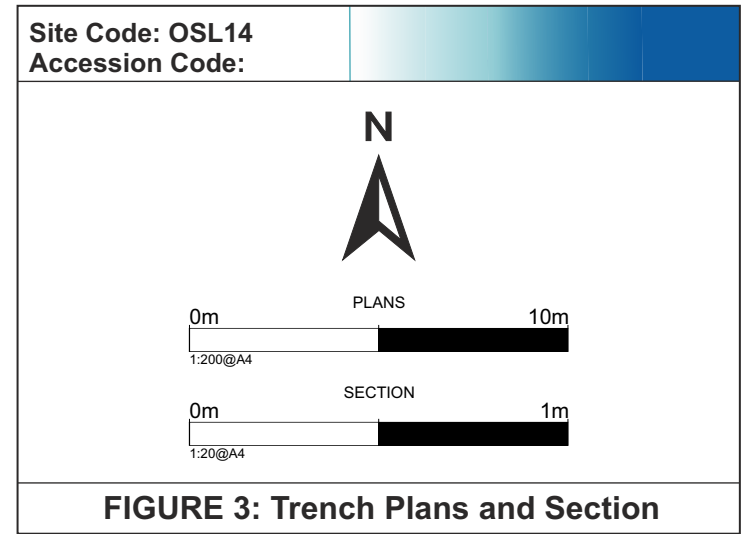 Site Code: OSL14
Accession Code:
N
PLANS
0m 10m
1:200@A4
SECTION
0m 1m
1:20@A4
FIGURE 3: Trench Plans and Section